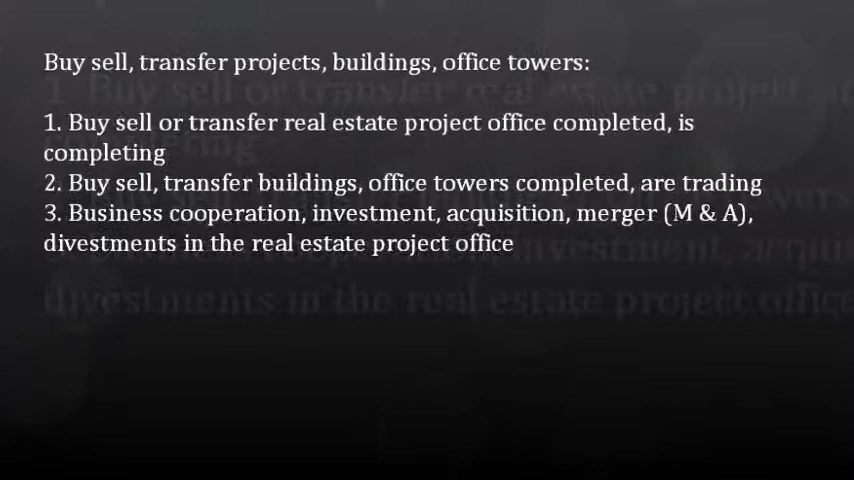 Buy sell, transfer projects, buildings, office towers:
1. Buy sell or transfer real estate project office completed, is
completing
2. Buy sell, transfer buildings, office towers completed, are trading
3. Business cooperation, investment, acquisition, merger (M & A),
divestments in the real estate project office